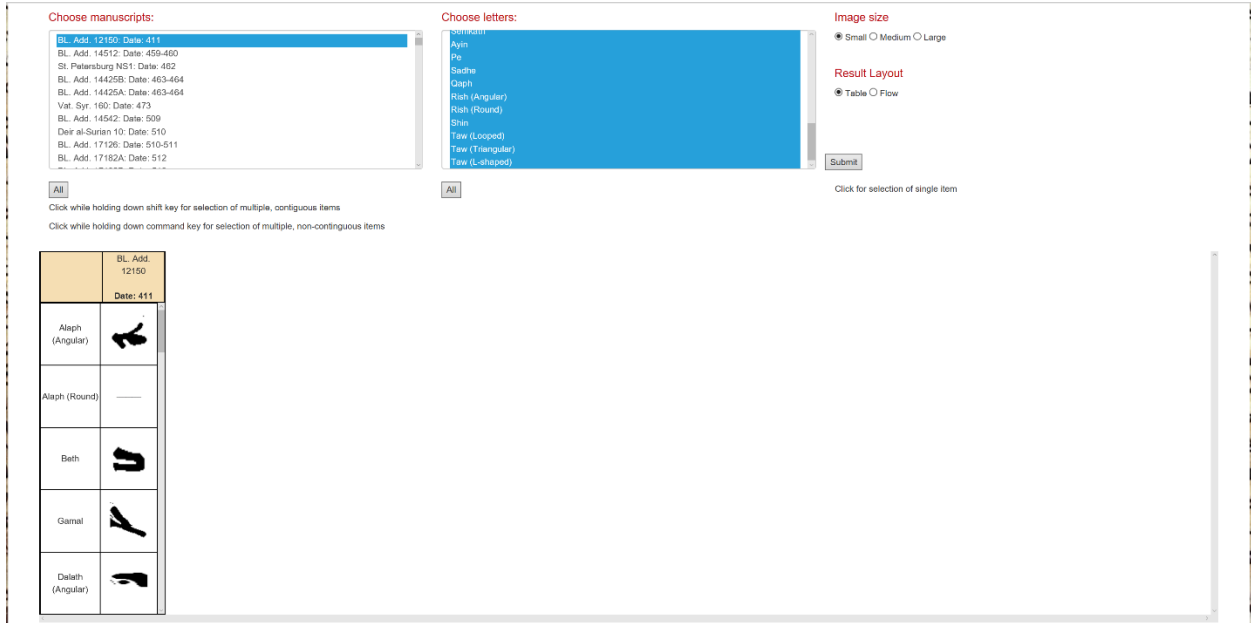 Choose manuscripts:
BL. Add. 12150: Date: 411
BL. Add. 14512: Date: 459-460
St. Petersburg NS1: Date: 462
BL. Add. 14425B: Date: 463-464
BL. Add. 14425A: Date: 463-464
Vat. Syr. 160: Date: 473
BL. Add. 14542: Date: 509
Deir al-Surian 10: Date: 510
BL. Add. 17126: Date: 510-511
BL. Add. 17182A: Date: 512
All
Click while holding down shift key for selection of multiple, contiguous items
Click while holding down command key for selection of multiple, non-continguous items
Choose letters:
Semkath
Ayin
Pe
Sadhe
Qaph
Rish (Angular)
Rish (Round)
Shin
Taw (Looped)
Taw (Triangular)
Taw (L-shaped)
All
Image size
Small Medium Large
Result Layout
Table Flow
Submit
Click for selection of single item
BL. Add.
12150
Date: 411
Alaph
(Angular)
Alaph (Round)
Beth
Gamal
Dalath
(Angular)